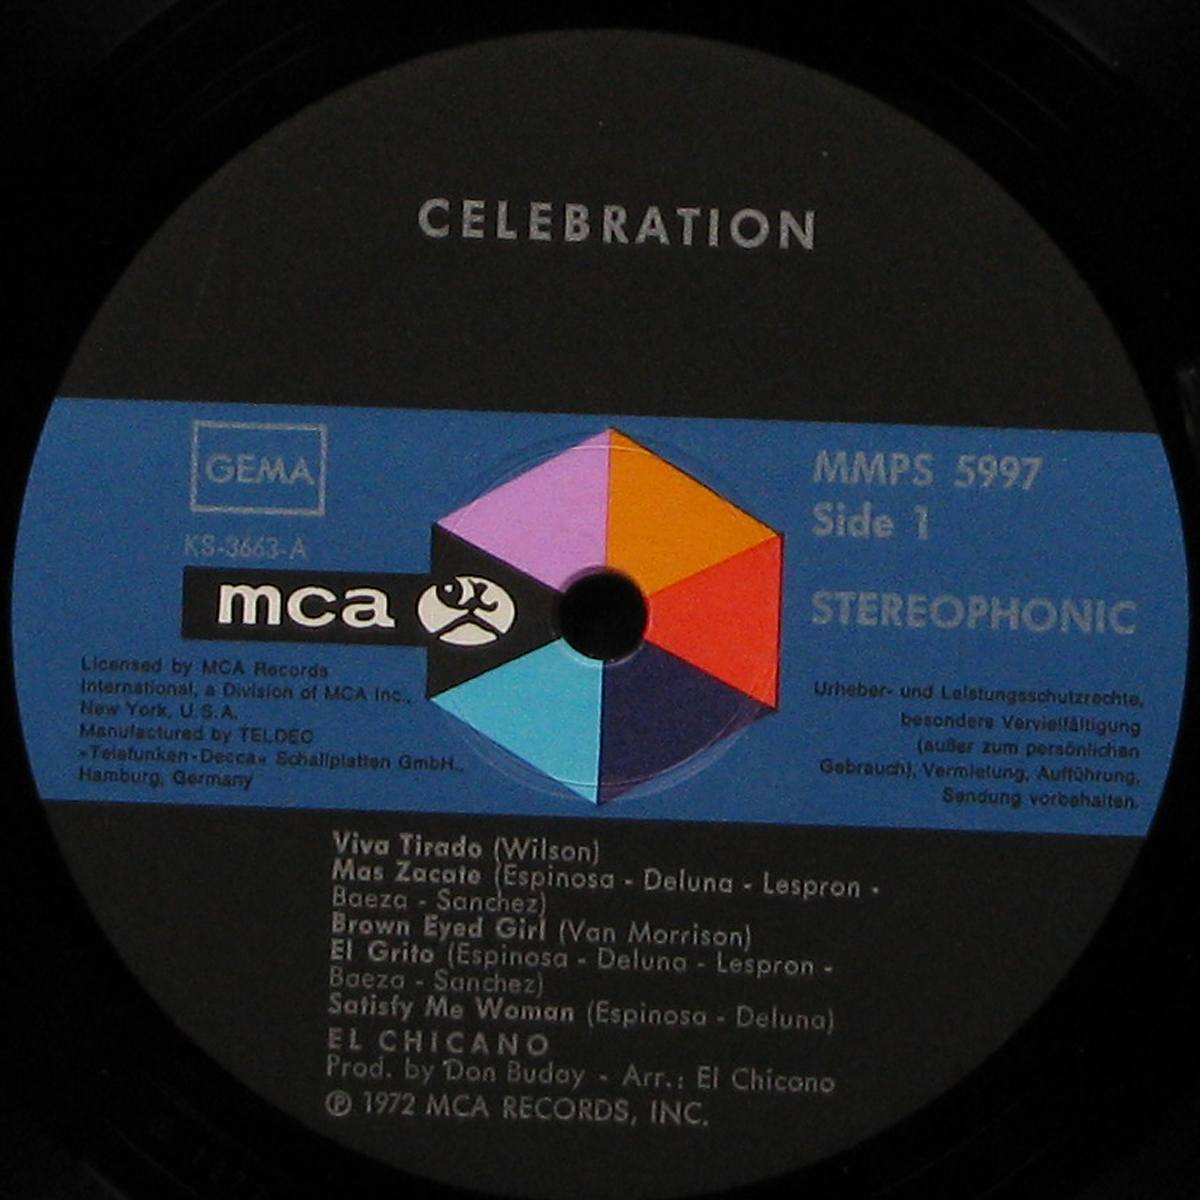 CELEBRATION
GEMA
KS-3663-A
mca
Licensed by MCA Records
International, a Division of MCA Inc.,
New York, U.S.A.
Manufactured by TELDEC
»Telefunken-Decca« Schallplatten GmbH.,
Hamburg, Germany
MMPS 5997
Side 1
STEREOPHONIC
Urheber- und Leistungsschutzrechte,
besondere Vervielfältigung
(außer zum persönlichen
Gebrauch), Vermietung, Aufführung,
Sendung vorbehalten.
Viva Tirado (Wilson)
Mas Zacate (Espinosa - Deluna - Lespron -
Baeza - Sanchez)
Brown Eyed Girl (Van Morrison)
El Grito (Espinosa - Deluna - Lespron -
Baeza - Sanchez)
Satisfy Me Woman (Espinosa - Deluna)
EL CHICANO
Prod. by Don Buday - Arr.: El Chicano
℗ 1972 MCA RECORDS, INC.